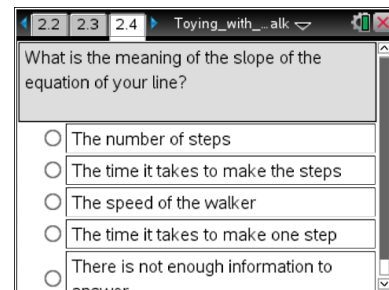 2.2 2.3 2.4 Toying_with_...alk
What is the meaning of the slope of the
equation of your line?
The number of steps
The time it takes to make the steps
The speed of the walker
The time it takes to make one step
There is not enough information to
answer